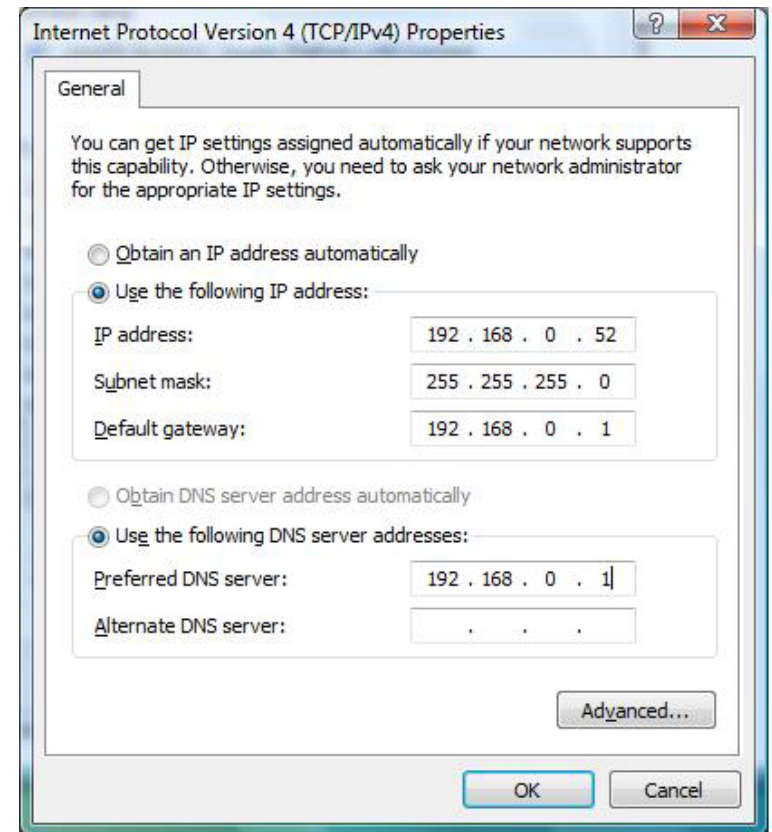 Internet Protocol Version 4 (TCP/IPv4) Properties
?
X
General
You can get IP settings assigned automatically if your network supports
this capability. Otherwise, you need to ask your network administrator
for the appropriate IP settings.
Obtain an IP address automatically
Use the following IP address:
IP address: 192 . 168 . 0 . 52
Subnet mask: 255 . 255 . 255 . 0
Default gateway: 192 . 168 . 0 . 1
Obtain DNS server address automatically
Use the following DNS server addresses:
Preferred DNS server: 192 . 168 . 0 . 1
Alternate DNS server: . . .
Advanced...
OK Cancel